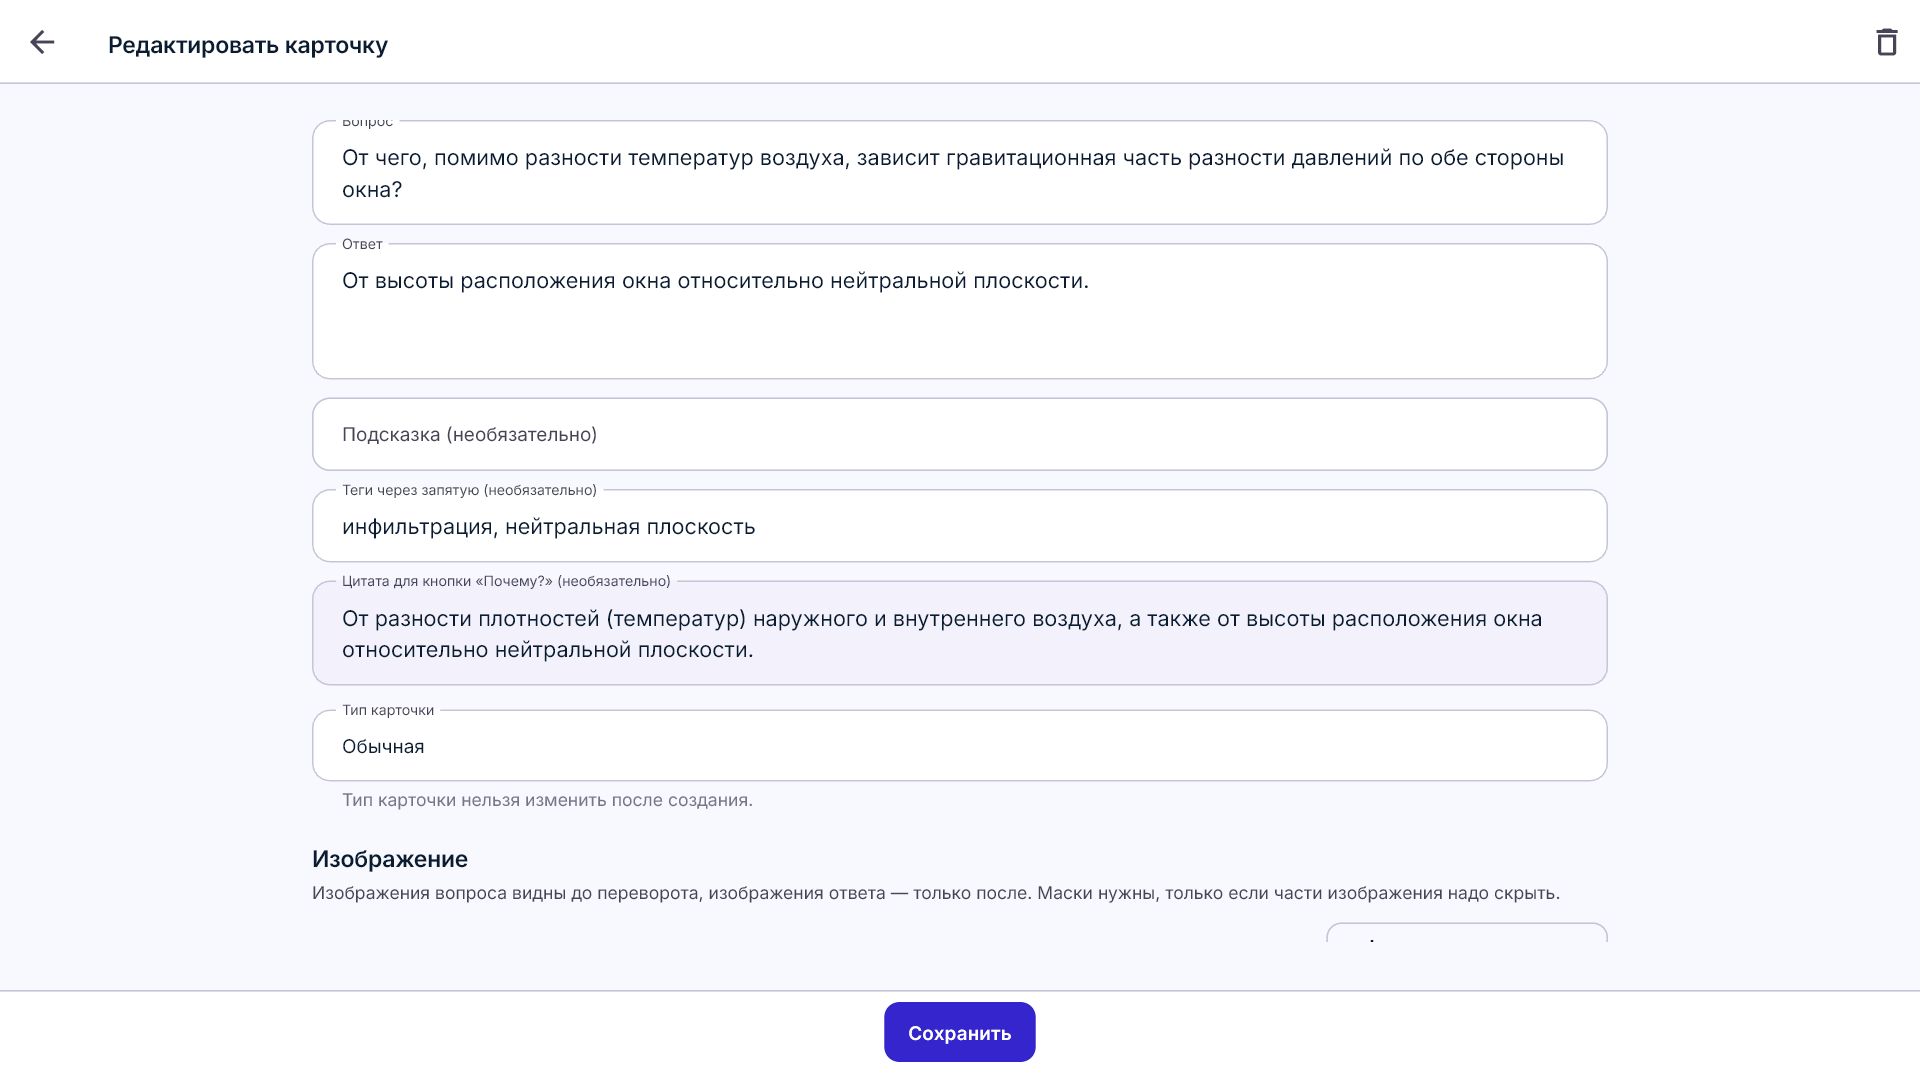 Редактировать карточку
Вопрос
От чего, помимо разности температур воздуха, зависит гравитационная часть разности давлений по обе стороны
окна?
Ответ
От высоты расположения окна относительно нейтральной плоскости.
Подсказка (необязательно)
Теги через запятую (необязательно)
инфильтрация, нейтральная плоскость
Цитата для кнопки «Почему?» (необязательно)
От разности плотностей (температур) наружного и внутреннего воздуха, а также от высоты расположения окна
относительно нейтральной плоскости.
Тип карточки
Обычная
Тип карточки нельзя изменить после создания.
Изображение
Изображения вопроса видны до переворота, изображения ответа — только после. Маски нужны, только если части изображения надо скрыть.
Сохранить